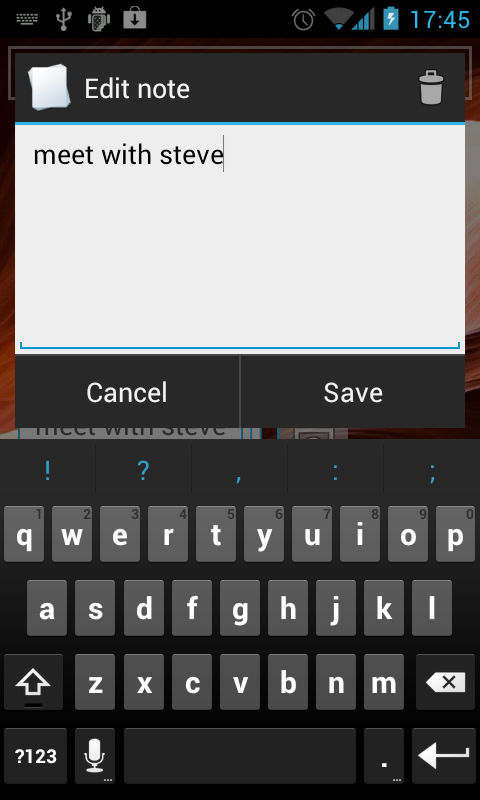 17:45
Edit note
meet with steve
Cancel Save
meet with steve
! ? , : ;
1 2 3 4 5 6 7 8 9 0
q w e r t y u i o p
a s d f g h j k l
z x c v b n m
?123 ... . ...